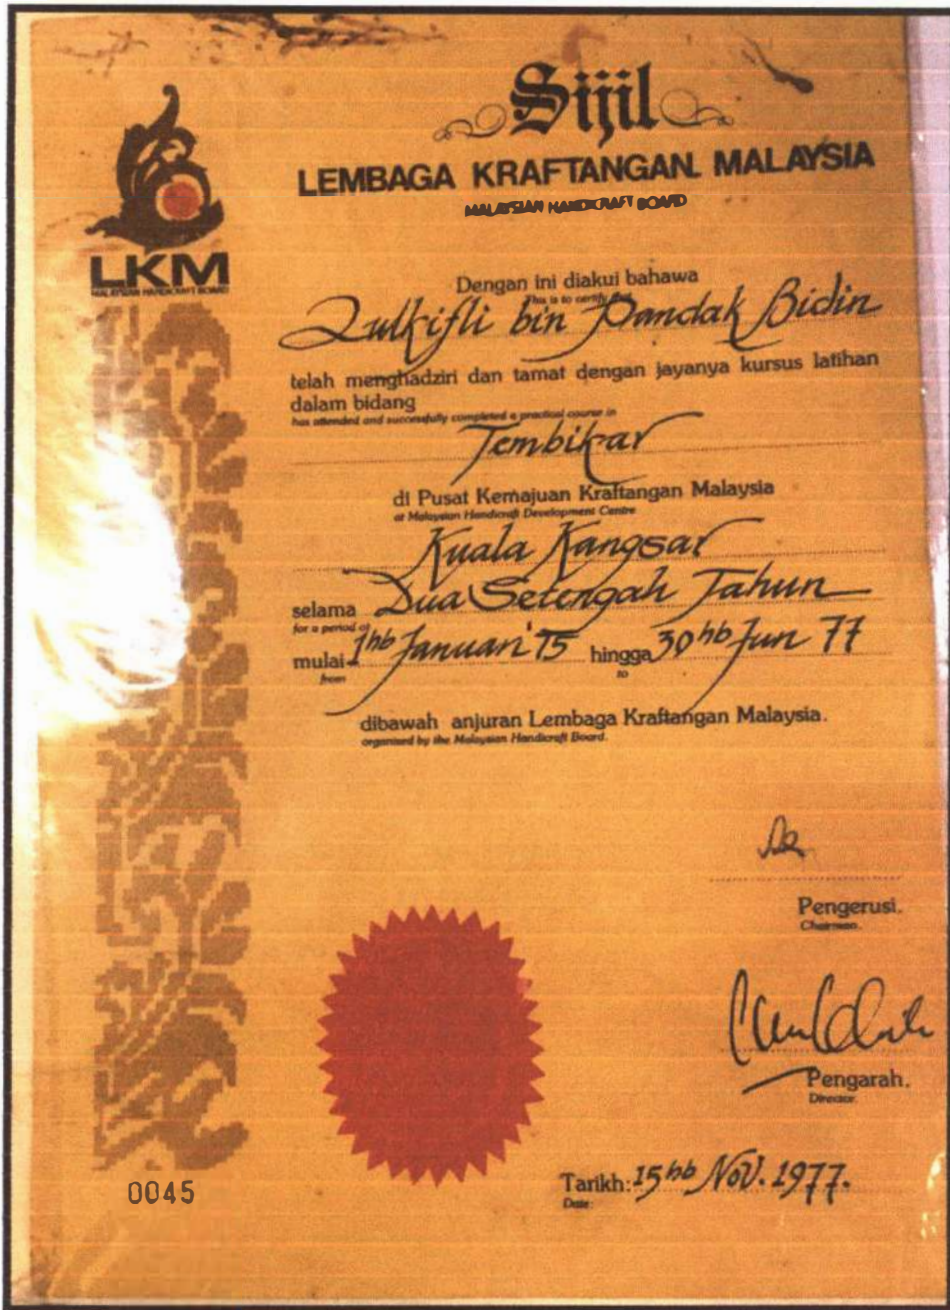 Sijil
LEMBAGA KRAFTANGAN MALAYSIA
MALAYSIAN HANDICRAFT BOARD
LKM
MALAYSIAN HANDICRAFT BOARD
Dengan ini diakui bahawa
This is to certify that
Zulkifli bin Pandak Bidin
telah menghadziri dan tamat dengan jayanya kursus latihan
dalam bidang
has attended and successfully completed a practical course in
Tembikar
di Pusat Kemajuan Kraftangan Malaysia
at Malaysian Handicraft Development Centre
Kuala Kangsar
selama Dua Setengah Tahun
for a period of
mulai 1hb Januari '75 hingga 30hb Jun 77
from to
dibawah anjuran Lembaga Kraftangan Malaysia.
organised by the Malaysian Handicraft Board.
Pengerusi.
Chairman.
Pengarah.
Director.
0045
Tarikh: 15hb Nov. 1977.
Date: